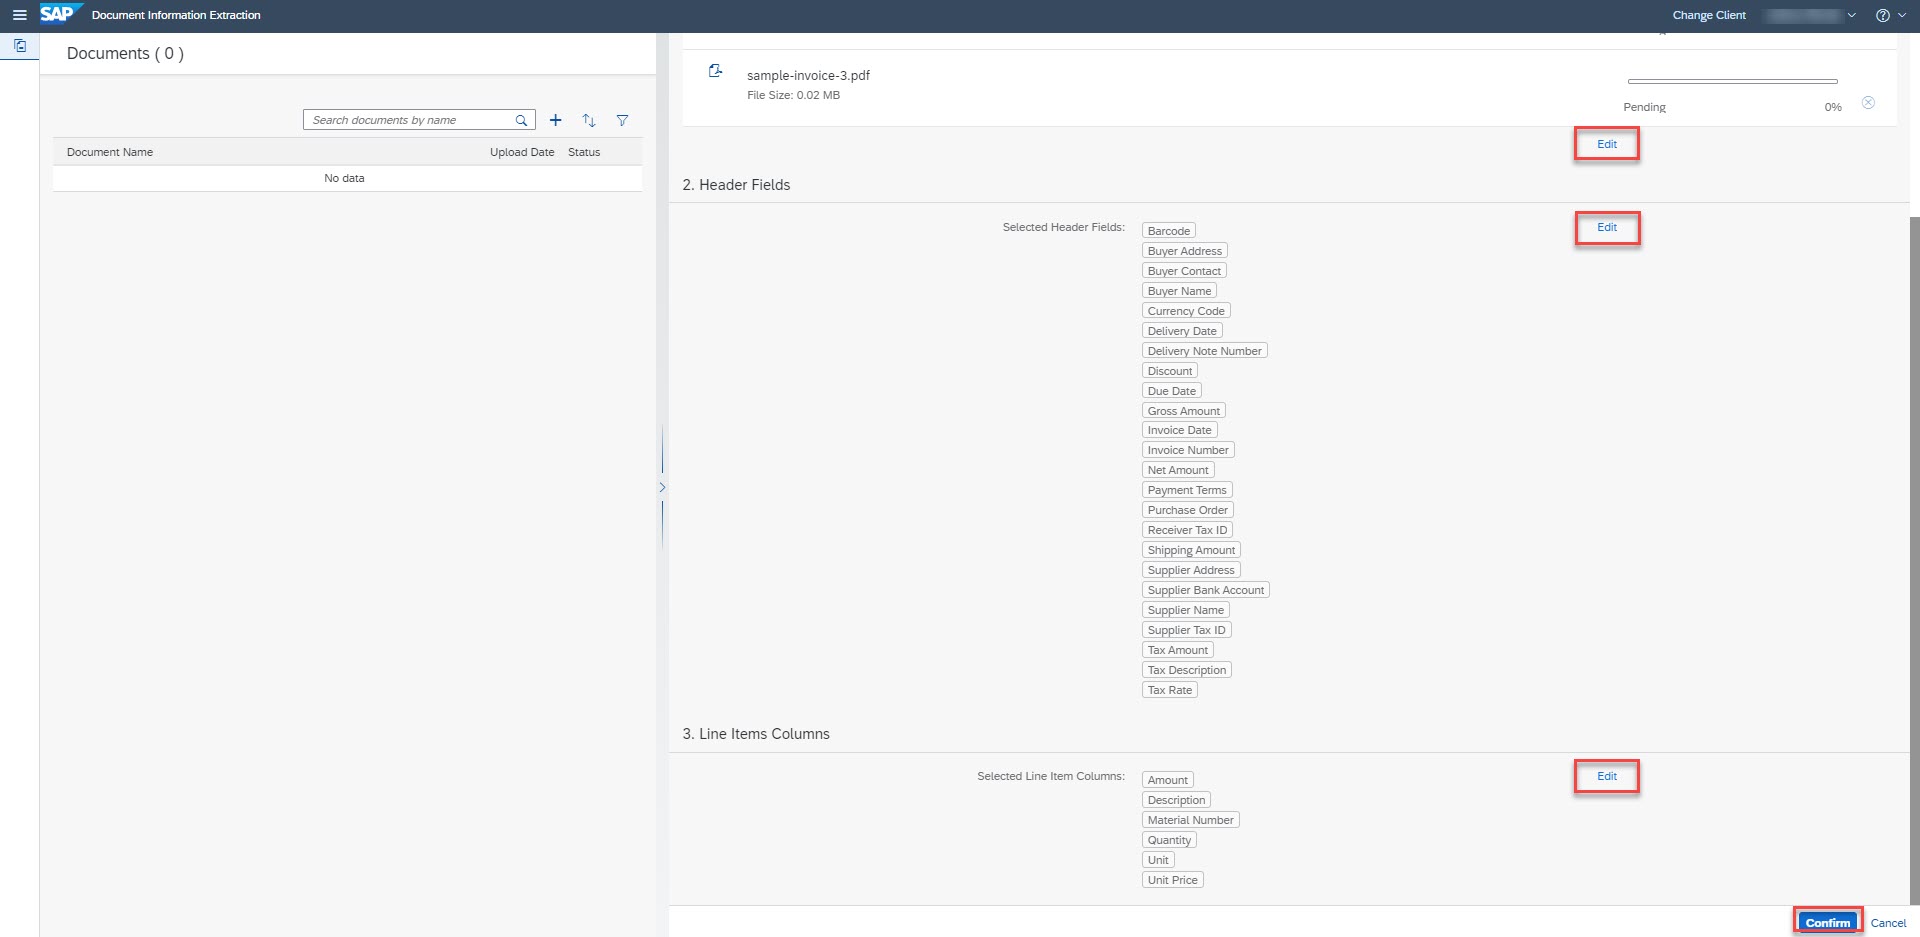 SAP Document Information Extraction Change Client
Documents ( 0 )
Search documents by name
Document Name Upload Date Status
No data
sample-invoice-3.pdf
File Size: 0.02 MB
Pending 0%
Edit
2. Header Fields
Selected Header Fields: Barcode Edit
Buyer Address
Buyer Contact
Buyer Name
Currency Code
Delivery Date
Delivery Note Number
Discount
Due Date
Gross Amount
Invoice Date
Invoice Number
Net Amount
Payment Terms
Purchase Order
Receiver Tax ID
Shipping Amount
Supplier Address
Supplier Bank Account
Supplier Name
Supplier Tax ID
Tax Amount
Tax Description
Tax Rate
3. Line Items Columns
Selected Line Item Columns: Amount Edit
Description
Material Number
Quantity
Unit
Unit Price
Confirm Cancel